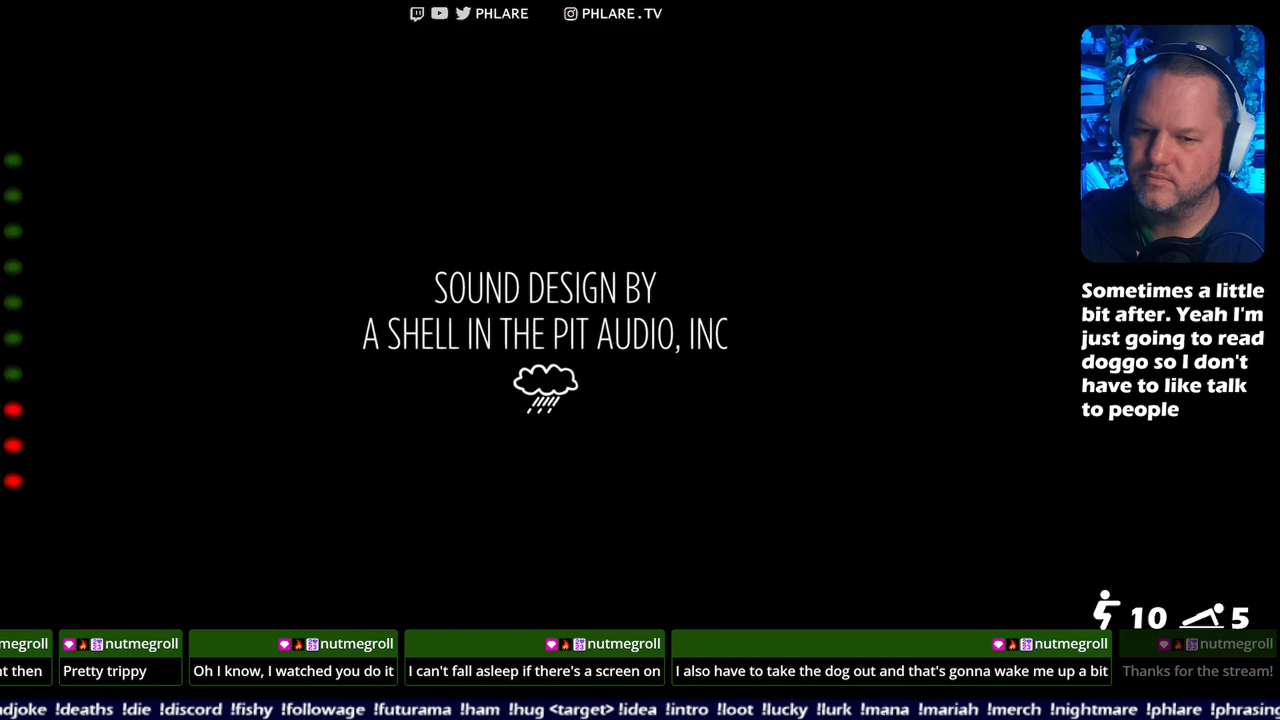 PHLARE PHLARE.TV
SOUND DESIGN BY
A SHELL IN THE PIT AUDIO, INC
Sometimes a little
bit after. Yeah I'm
just going to read
doggo so I don't
have to like talk
to people
10 5
megroll nutmegroll nutmegroll nutmegroll nutmegroll nutmegroll
t then Pretty trippy Oh I know, I watched you do it I can't fall asleep if there's a screen on I also have to take the dog out and that's gonna wake me up a bit Thanks for the stream!
adjoke !deaths !die !discord !fishy !followage !futurama !ham !hug <target> !idea !intro !loot !lucky !lurk !mana !mariah !merch !nightmare !phlare !phrasing